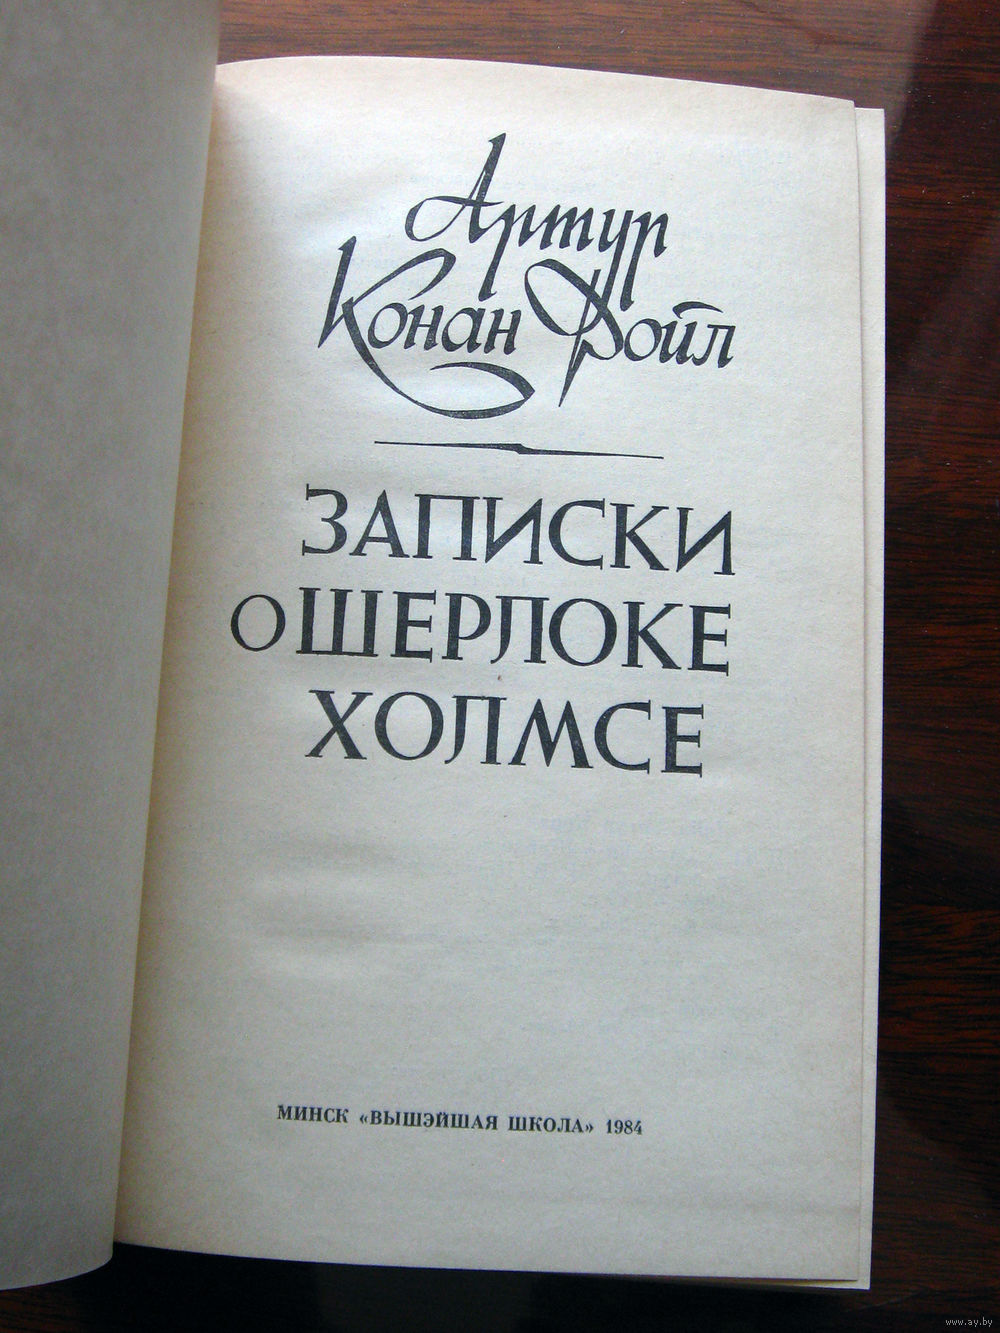 Артур
Конан Дойл
ЗАПИСКИ
О ШЕРЛОКЕ
ХОЛМСЕ
МИНСК «ВЫШЭЙШАЯ ШКОЛА» 1984
www.ay.by